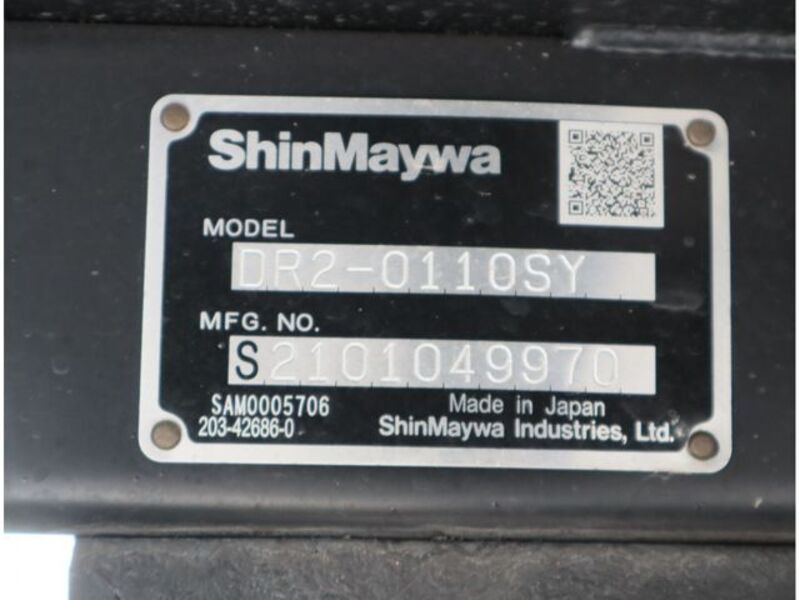 ShinMaywa
MODEL
DR2-0110SY
MFG. NO.
S2101049970
SAM0005706
Made in Japan
203-42686-0
ShinMaywa Industries, Ltd.